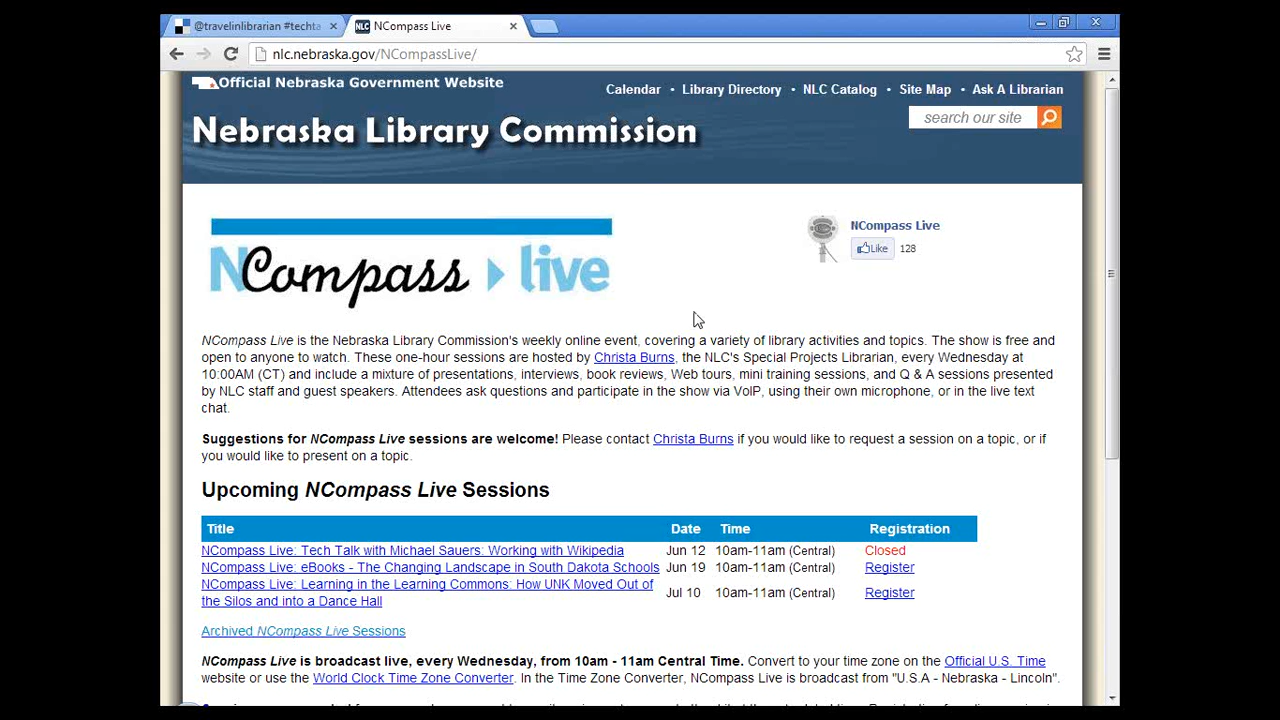 @travelinlibrarian #techta
NLC NCompass Live
nlc.nebraska.gov/NCompassLive/
Official Nebraska Government Website
Calendar • Library Directory • NLC Catalog • Site Map • Ask A Librarian
Nebraska Library Commission
search our site
NCompass live
NCompass Live
Like 128
NCompass Live is the Nebraska Library Commission's weekly online event, covering a variety of library activities and topics. The show is free and
open to anyone to watch. These one-hour sessions are hosted by Christa Burns, the NLC's Special Projects Librarian, every Wednesday at
10:00AM (CT) and include a mixture of presentations, interviews, book reviews, Web tours, mini training sessions, and Q & A sessions presented
by NLC staff and guest speakers. Attendees ask questions and participate in the show via VoIP, using their own microphone, or in the live text
chat.
Suggestions for NCompass Live sessions are welcome! Please contact Christa Burns if you would like to request a session on a topic, or if
you would like to present on a topic.
Upcoming NCompass Live Sessions
Title Date Time Registration
NCompass Live: Tech Talk with Michael Sauers: Working with Wikipedia Jun 12 10am-11am (Central) Closed
NCompass Live: eBooks - The Changing Landscape in South Dakota Schools Jun 19 10am-11am (Central) Register
NCompass Live: Learning in the Learning Commons: How UNK Moved Out of
the Silos and into a Dance Hall Jul 10 10am-11am (Central) Register
Archived NCompass Live Sessions
NCompass Live is broadcast live, every Wednesday, from 10am - 11am Central Time. Convert to your time zone on the Official U.S. Time
website or use the World Clock Time Zone Converter. In the Time Zone Converter, NCompass Live is broadcast from "U.S.A - Nebraska - Lincoln".